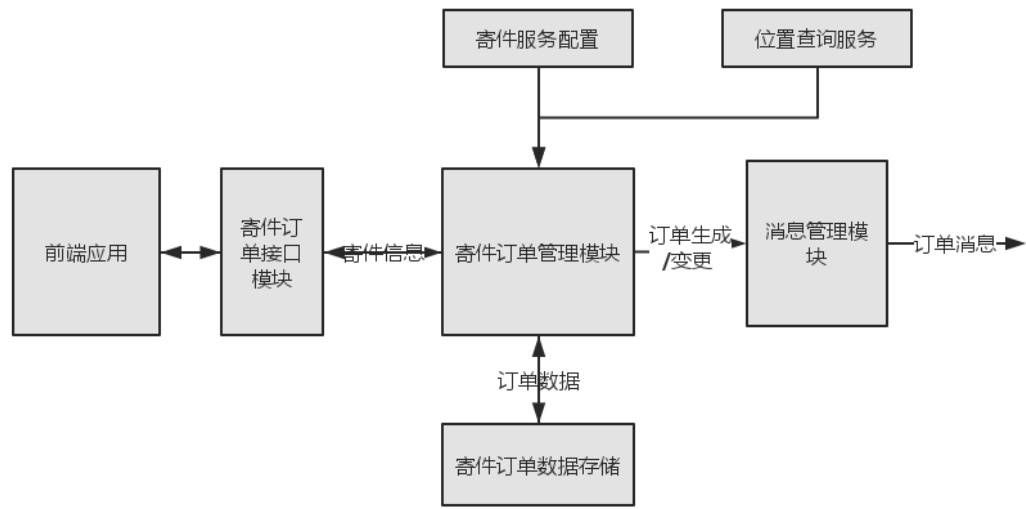 寄件服务配置
位置查询服务
前端应用
寄件订
单接口
模块
寄件信息
寄件订单管理模块
订单生成
/变更
消息管理模
块
订单消息
订单数据
寄件订单数据存储